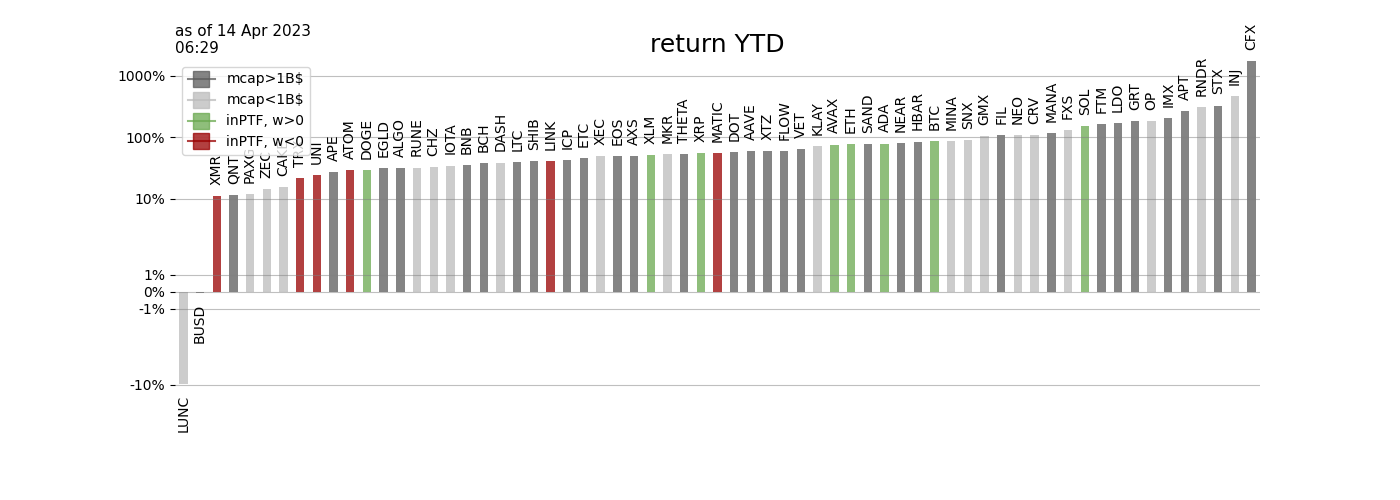 as of 14 Apr 2023
06:29
return YTD
1000%
100%
10%
1%
0%
-1%
-10%
mcap>1B$
mcap<1B$
inPTF, w>0
inPTF, w<0
LUNC
BUSD
XMR
QNT
PAXG
ZEC
CAKE
TRX
UNI
APE
ATOM
DOGE
EGLD
ALGO
RUNE
CHZ
IOTA
BNB
BCH
DASH
LTC
SHIB
LINK
ICP
ETC
XEC
EOS
AXS
XLM
MKR
THETA
XRP
MATIC
DOT
AAVE
XTZ
FLOW
VET
KLAY
AVAX
ETH
SAND
ADA
NEAR
HBAR
BTC
MINA
SNX
GMX
FIL
NEO
CRV
MANA
FXS
SOL
FTM
LDO
GRT
OP
IMX
APT
RNDR
STX
INJ
CFX